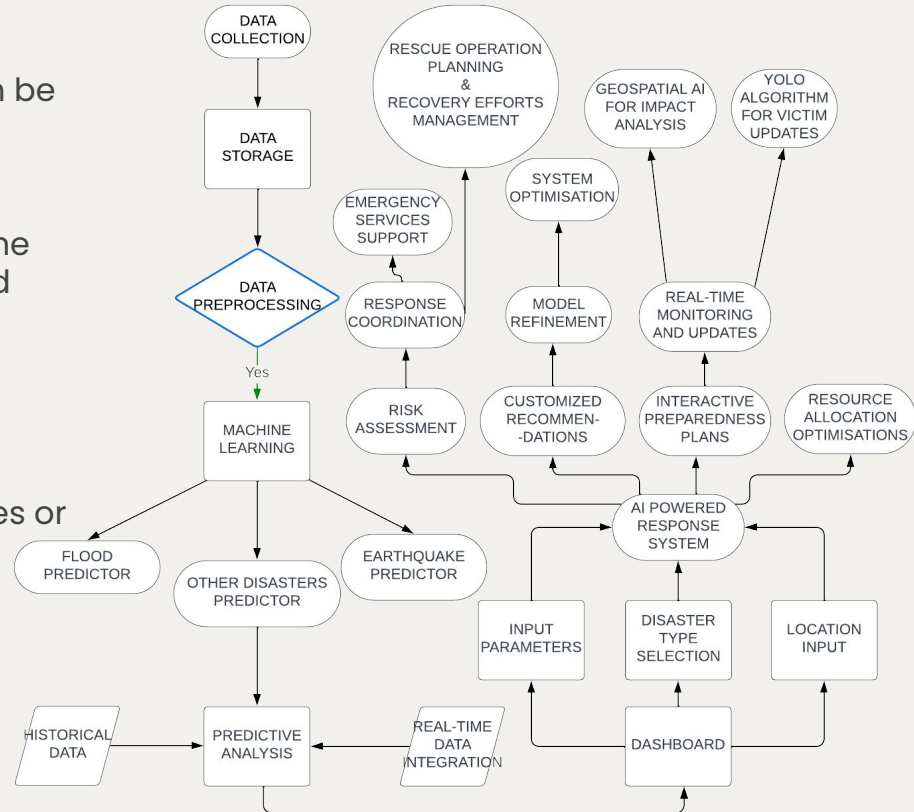 n be
ne
d
es or
DATA
COLLECTION
DATA
STORAGE
DATA
PREPROCESSING
Yes
MACHINE
LEARNING
FLOOD
PREDICTOR
OTHER DISASTERS
PREDICTOR
EARTHQUAKE
PREDICTOR
HISTORICAL
DATA
PREDICTIVE
ANALYSIS
REAL-TIME
DATA
INTEGRATION
RESCUE OPERATION
PLANNING
&
RECOVERY EFFORTS
MANAGEMENT
EMERGENCY
SERVICES
SUPPORT
RESPONSE
COORDINATION
RISK
ASSESSMENT
SYSTEM
OPTIMISATION
MODEL
REFINEMENT
CUSTOMIZED
RECOMMEN-
-DATIONS
GEOSPATIAL AI
FOR IMPACT
ANALYSIS
YOLO
ALGORITHM
FOR VICTIM
UPDATES
REAL-TIME
MONITORING
AND UPDATES
INTERACTIVE
PREPAREDNESS
PLANS
RESOURCE
ALLOCATION
OPTIMISATIONS
AI POWERED
RESPONSE
SYSTEM
INPUT
PARAMETERS
DISASTER
TYPE
SELECTION
LOCATION
INPUT
DASHBOARD